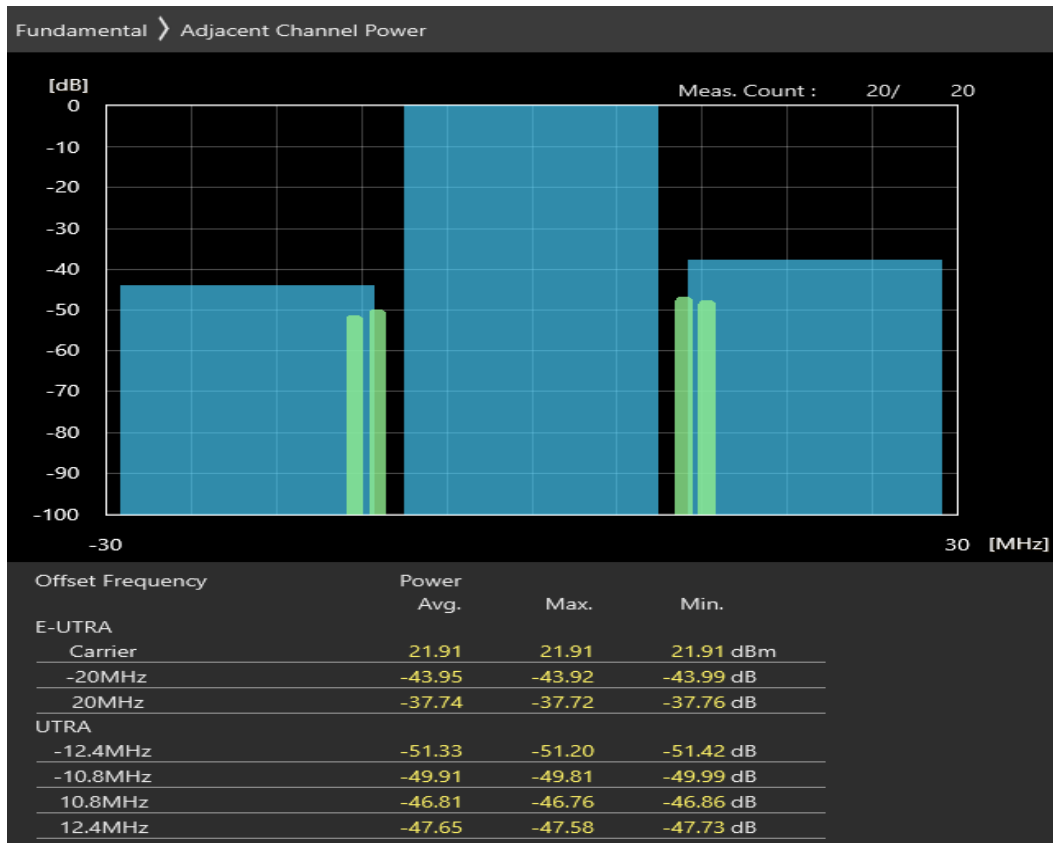 Fundamental 〉 Adjacent Channel Power
[dB]
Meas. Count : 20/ 20
0
-10
-20
-30
-40
-50
-60
-70
-80
-90
-100
-30 30 [MHz]
Offset Frequency Power
Avg. Max. Min.
E-UTRA
Carrier 21.91 21.91 21.91 dBm
-20MHz -43.95 -43.92 -43.99 dB
20MHz -37.74 -37.72 -37.76 dB
UTRA
-12.4MHz -51.33 -51.20 -51.42 dB
-10.8MHz -49.91 -49.81 -49.99 dB
10.8MHz -46.81 -46.76 -46.86 dB
12.4MHz -47.65 -47.58 -47.73 dB